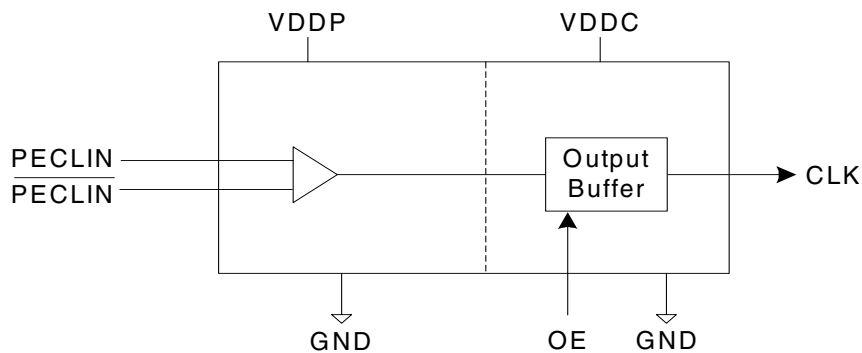 VDDP
VDDC
PECLIN
PECLIN
Output
Buffer
CLK
GND
OE
GND